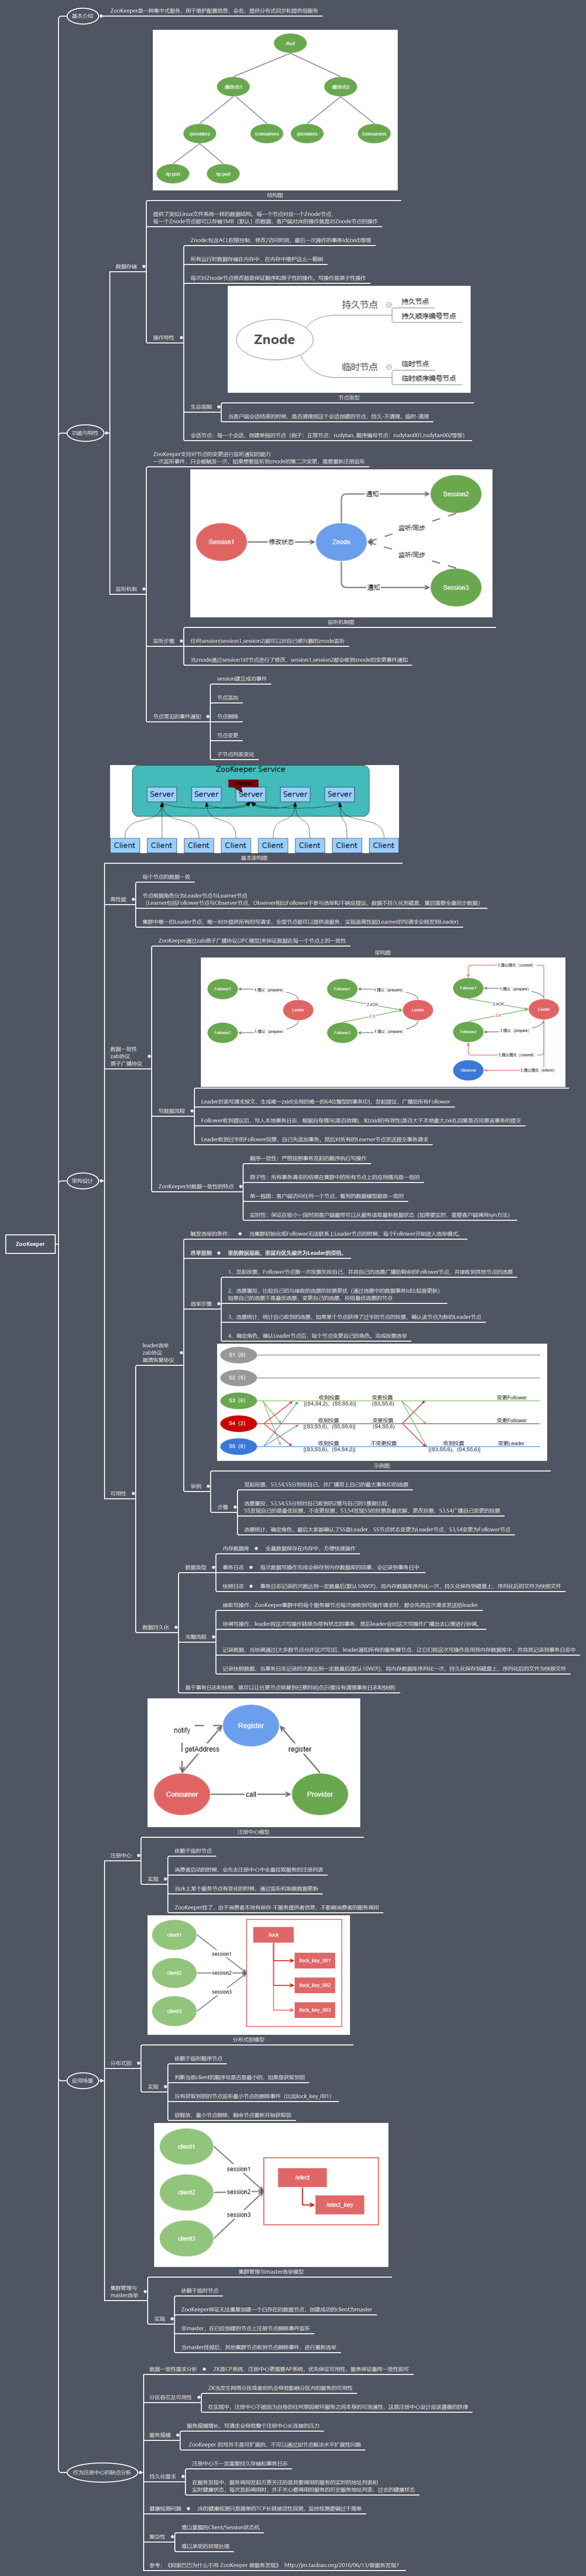 ZooKeeper
基本介绍
ZooKeeper是一种集中式服务，用于维护配置信息，命名，提供分布式同步和提供组服务
功能与特性
数据存储
/Root
/服务名1
/服务名2
/providers
/consumers
/providers
/consumers
/ip:port
/ip:port
结构图
提供了类似Linux文件系统一样的数据结构。每一个节点对应一个Znode节点，
每一个Znode节点都可以存储1MB（默认）的数据，客户端对zk的操作就是对Znode节点的操作
操作特性
Znode:包含ACL权限控制、修改/访问时间、最后一次操作的事务Id(zxid)等等
所有运行时数据存储在内存中，在内存中维护这么一颗树
每次对Znode节点修改都是保证顺序和原子性的操作。写操作是原子性操作
Znode
持久节点
持久节点
持久顺序编号节点
临时节点
临时节点
临时顺序编号节点
节点类型
生命周期
当客户端会话结束的时候，是否清理掉这个会话创建的节点，持久-不清理，临时-清理
会话节点：每一个会话，创建单独的节点（例子：正常节点：rudytan, 顺序编号节点：rudytan001,rudytan002等等）
监听机制
ZooKeeper支持对节点的变更进行监听通知的能力
一次监听事件，只会被触发一次，如果想要监听到znode的第二次变更，需要重新注册监听
Session1
修改状态
Znode
通知
Session2
监听/同步
监听/同步
通知
Session3
监听机制图
监听步骤
任何session(session1,session2)都可以对自己感兴趣的znode监听
当znode通过session1对节点进行了修改，session1,session2都会收到znode的变更事件通知
节点常见的事件通知
session建立成功事件
节点添加
节点删除
节点变更
子节点列表变化
架构设计
ZooKeeper Service
Server
Server
Server
Server
Server
Client
Client
Client
Client
Client
Client
Client
Client
基本架构图
高性能
每个节点的数据一致
节点根据角色分为Leader节点与Learner节点
（Learner包括Follower节点与Observer节点，Observer相比Follower不参与选举和不响应提议，数据不持久化到磁盘，重启需要全量同步数据）
集群中唯一的Leader节点，唯一对外提供所有的写请求，全部节点都可以提供读服务，实现读高性能(Learner的写请求会转发到Leader)
数据一致性
zab协议
原子广播协议
ZooKeeper通过zab原子广播协议(2PC模型)来保证数据在每一个节点上的一致性
架构图
Follower1
1 提议（prepare）
Leader
Follower2
1 提议（prepare）
Follower1
1 提议（prepare）
2 ACK
Leader
Follower2
1 提议（prepare）
3 提议提交（commit）
Follower1
1 提议（prepare）
2 ACK
Leader
Follower2
1 提议（prepare）
3 提议提交（commit）
Observer
写数据流程
Leader封装写请求报文，生成唯一zxid(全局的唯一的64位整型的事务ID)，发起提议，广播给所有Follower
Follower收到提议后，写入本地事务日志，根据自身情况(是否故障)，和zxid的有效性(是否大于本地最大zxid),回复是否同意该事务的提交
Leader收到过半的Follower同意，自己先添加事务。然后对所有的Learner节点发送提交事务请求
ZooKeeper对数据一致性的特点
顺序一致性：严格按照事务发起的顺序执行写操作
原子性：所有事务请求的结果在集群中的所有节点上的应用情况是一致的
单一视图：客户端访问任何一个节点，看到的数据模型都是一致的
实时性：保证在极小一段时间客户端最终可以从服务读取最新数据状态（如果要实时，需要客户端调用syn方法）
可用性
leader选举
zab协议
崩溃恢复协议
触发选举的条件：
当集群初始化或Follower无法联系上Leader节点的时候，每个Follower开始进入选举模式。
选举原则
谁的数据最新，谁就有优先被选为Leader的资格。
选举步骤
1、发起投票，Follower节点第一次投票先投自己，并将自己的选票广播给剩余的Follower节点，并接收到其他节点的选票
2、选票重投，比较自己的与接收的选票的投票更优（通过选票中的数据事务Id比较谁更新）
如果自己的选票不是最优选票，变更自己的选票，投给最优选票的节点
3、选票统计，统计自己收到的选票，如果某个节点获得了过半的节点的投票，确认该节点为新的Leader节点
4、确定角色，确认Leader节点后，每个节点变更自己的角色。完成投票选举
S1（6）
S2（5）
S3（6）
收到投票
[(S4,S4,2)，(S5,S5,6)]
变更投票
(S3,S5,6)
变更Follower
S4（2）
收到投票
[(S3,S3,6)，(S5,S5,6)]
变更投票
(S4,S5,6)
变更Follower
S5（6）
收到投票
[(S3,S3,6)，(S4,S4,2)]
不变更投票
收到投票
[(S3,S5,6)，(S4,S5,6)]
变更Leader
示例图
举例
步骤
发起投票，S3,S4,S5分别投自己，并广播带上自己的最大事务ID的选票
选票重投，S3,S4,S5分别对自己收到的2票与自己的1票做比较，
S5发现自己的是最优投票，不变更投票，S3,S4发现S5的投票是最优解，更改投票，S3,S4广播自己变更的投票
选票统计，确定角色，最后大家都确认了S5是Leader，S5节点状态变更为Leader节点，S3,S4变更为Follower节点
数据持久化
数据类型
内存数据库
全量数据保存在内存中，方便快速操作
事务日志
每次数据写操作完成会保存到内存数据库的同事，会记录到事务日中
快照日志
事务日志记录的次数达到一定数量后(默认10W次)，将内存数据库序列化一次，持久化保存到磁盘上，序列化后的文件为快照文件
完整流程
接收写操作，ZooKeeper集群中的每个服务器节点每次接收到写操作请求时，都会先将这次请求发送给leader
协调写操作，leader将这次写操作转换为带有状态的事务，然后leader会对这次写操作广播出去以便进行协调。
记录数据，当协调通过(大多数节点允许这次写)后，leader通知所有的服务器节点，让它们将这次写操作应用到内存数据库中，并将其记录到事务日志中
记录快照数据，当事务日志记录的次数达到一定数量后(默认10W次)，将内存数据库序列化一次，持久化保存到磁盘上，序列化后的文件为快照文件
基于事务日志和快照，就可以让任意节点恢复到任意时间点(只要没有清理事务日志和快照)
应用场景
注册中心
Register
notify
getAddress
register
Consumer
call
Provider
注册中心模型
实现
依赖于临时节点
消费者启动的时候，会先去注册中心中全量拉取服务的注册列表
当zk上某个服务节点有变化的时候，通过监听机制做数据更新
ZooKeeper挂了，由于消费者本地有保存 不服务提供者信息，不影响消费者的服务调用
分布式锁
client1
session1
client2
session2
client3
session3
/lock
/lock_key_001
/lock_key_002
/lock_key_003
分布式锁模型
实现
依赖于临时顺序节点
判断当前client的顺序号是否是最小的，如果是获取到锁
没有获取到锁的节点监听最小节点的删除事件（比如lock_key_001）
锁释放，最小节点删除，剩余节点重新开始获取锁
集群管理与
master选举
client1
session1
client2
session2
client3
session3
/elect
/elect_key
集群管理与master选举模型
实现
依赖于临时节点
ZooKeeper保证无法重复创建一个已存在的数据节点，创建成功的client为master
非master，在已经创建的节点上注册节点删除事件监听
当master挂掉后，其他集群节点收到节点删除事件，进行重新选举
作为注册中心的缺点分析
数据一致性需求分析
ZK是CP系统，注册中心更需要AP系统，优先保证可用性，服务保证最终一致性即可
分区容忍及可用性
ZK当发生网络分区或者宕机会导致影响分区内的服务的可用性
在实践中，注册中心不能因为自身的任何原因破坏服务之间本身的可连通性，这是注册中心设计应该遵循的铁律
服务规模
服务规模增长，写请求会导致整个注册中心长连接的压力
ZooKeeper 的写并不是可扩展的，不可以通过加节点解决水平扩展性问题
持久化需求
注册中心不一定需要持久存储和事务日志
在服务发现中，服务调用发起方更关注的是其要调用的服务的实时的地址列表和
实时健康状态，每次发起调用时，并不关心要调用的服务的历史服务地址列表、过去的健康状态
健康检测问题
zk的健康检测只是简单的TCP长链接活性探测，监控检测逻辑过于简单
复杂性
难以掌握的Client/Session状态机
难以承受的异常处理
参考：《阿里巴巴为什么不用 ZooKeeper 做服务发现》 http://jm.taobao.org/2018/06/13/做服务发现?